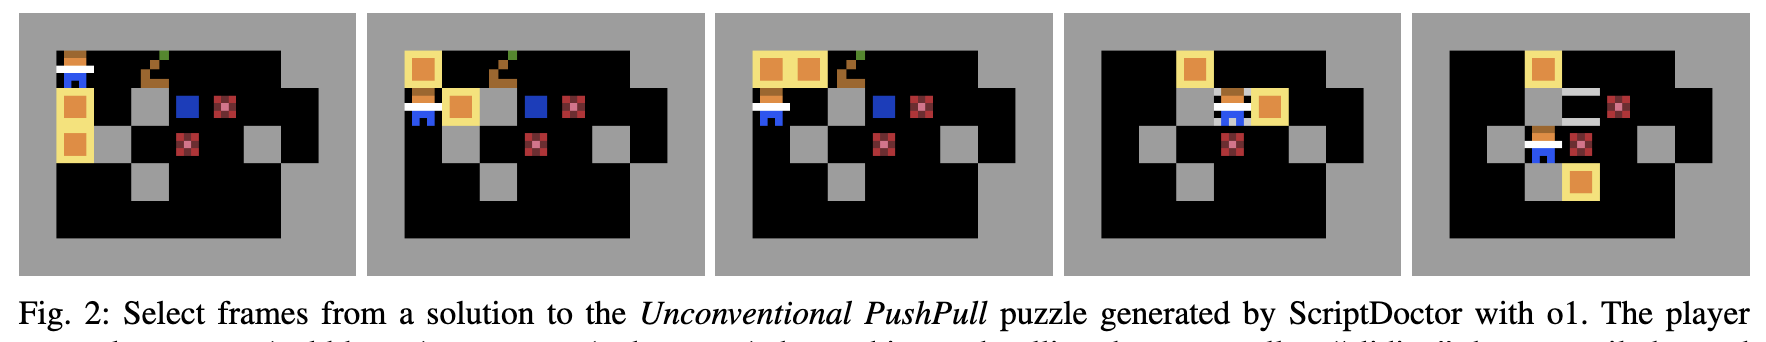 Fig. 2: Select frames from a solution to the Unconventional PushPull puzzle generated by ScriptDoctor with o1. The player